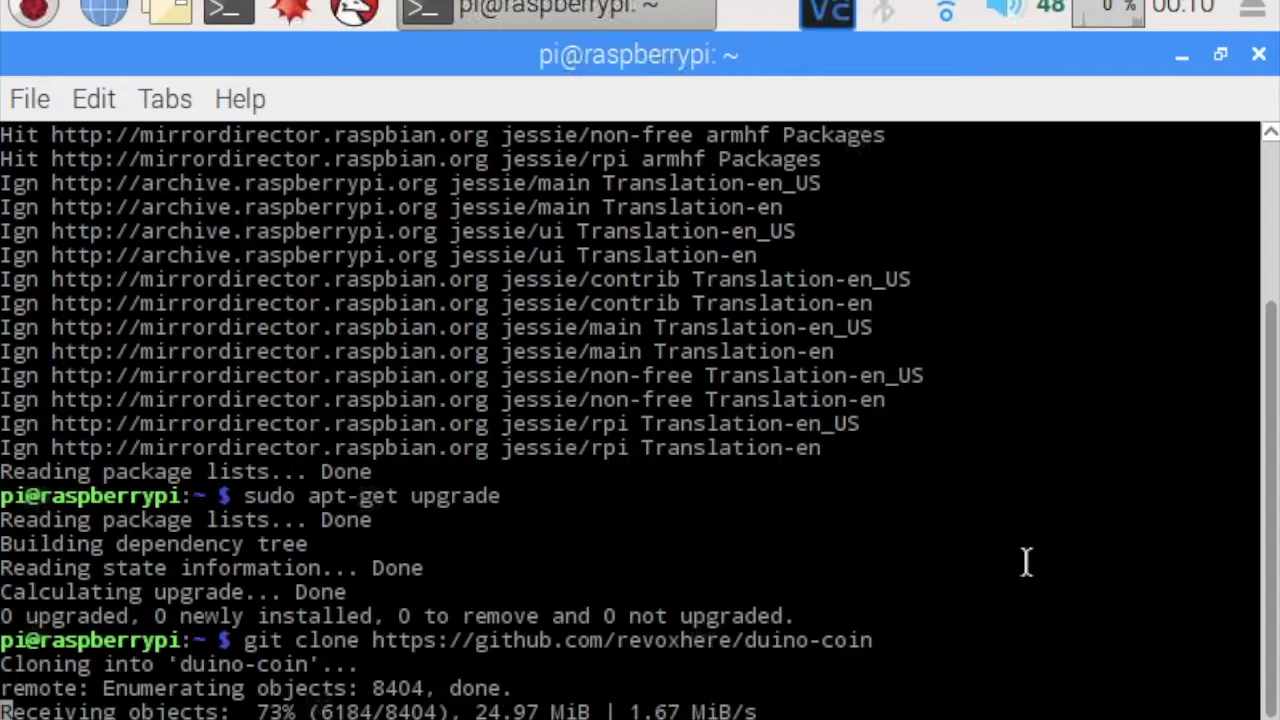 pi@raspberrypi: ~
48
0 %
00:10
pi@raspberrypi: ~
File Edit Tabs Help
Hit http://mirrordirector.raspbian.org jessie/non-free armhf Packages
Hit http://mirrordirector.raspbian.org jessie/rpi armhf Packages
Ign http://archive.raspberrypi.org jessie/main Translation-en_US
Ign http://archive.raspberrypi.org jessie/main Translation-en
Ign http://archive.raspberrypi.org jessie/ui Translation-en_US
Ign http://archive.raspberrypi.org jessie/ui Translation-en
Ign http://mirrordirector.raspbian.org jessie/contrib Translation-en_US
Ign http://mirrordirector.raspbian.org jessie/contrib Translation-en
Ign http://mirrordirector.raspbian.org jessie/main Translation-en_US
Ign http://mirrordirector.raspbian.org jessie/main Translation-en
Ign http://mirrordirector.raspbian.org jessie/non-free Translation-en_US
Ign http://mirrordirector.raspbian.org jessie/non-free Translation-en
Ign http://mirrordirector.raspbian.org jessie/rpi Translation-en_US
Ign http://mirrordirector.raspbian.org jessie/rpi Translation-en
Reading package lists... Done
pi@raspberrypi:~ $ sudo apt-get upgrade
Reading package lists... Done
Building dependency tree
Reading state information... Done
Calculating upgrade... Done
0 upgraded, 0 newly installed, 0 to remove and 0 not upgraded.
pi@raspberrypi:~ $ git clone https://github.com/revoxhere/duino-coin
Cloning into 'duino-coin'...
remote: Enumerating objects: 8404, done.
Receiving objects:  73% (6184/8404), 24.97 MiB | 1.67 MiB/s